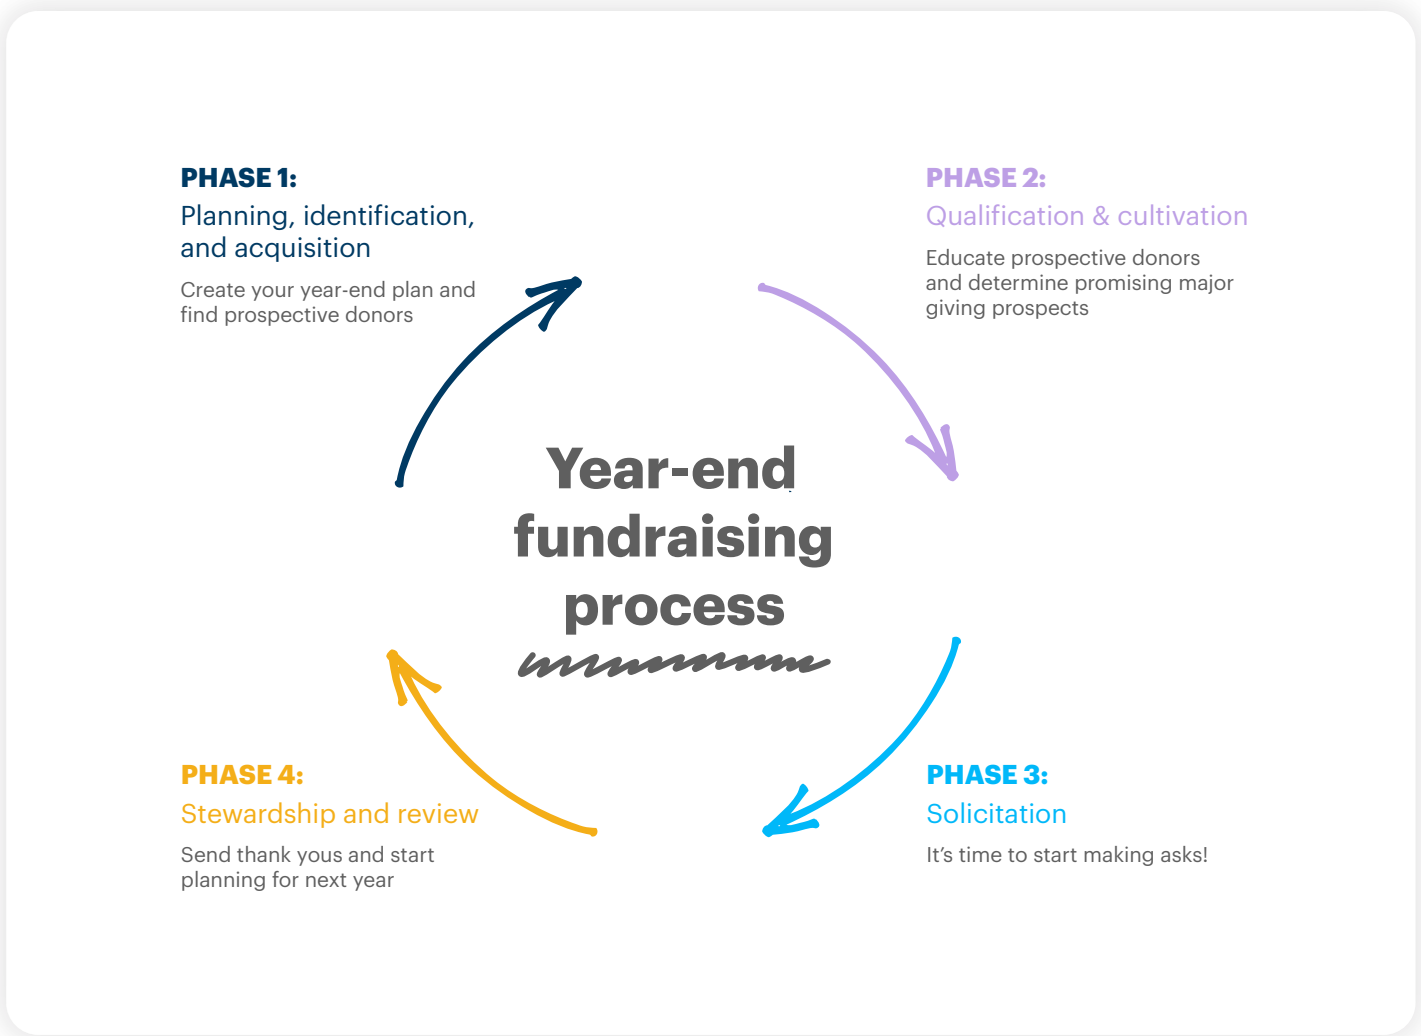 PHASE 1:
Planning, identification,
and acquisition
Create your year-end plan and
find prospective donors
PHASE 2:
Qualification & cultivation
Educate prospective donors
and determine promising major
giving prospects
Year-end
fundraising
process
PHASE 3:
Solicitation
It’s time to start making asks!
PHASE 4:
Stewardship and review
Send thank yous and start
planning for next year